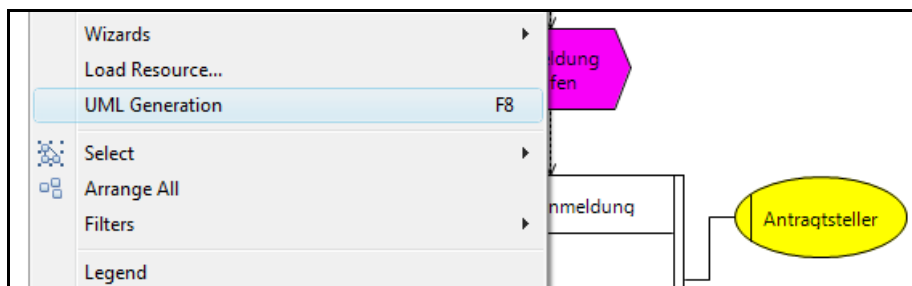 Wizards
Load Resource...
UML Generation F8
Select
Arrange All
Filters
Legend
ldung
fen
nmeldung
Antragtsteller